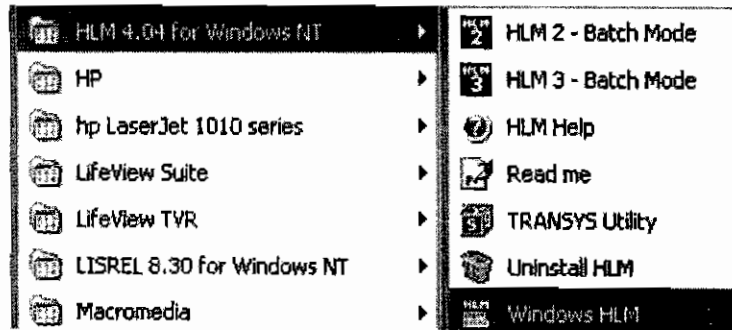 HLM 4.04 for Windows NT
HP
hp LaserJet 1010 series
LifeView Suite
LifeView TVR
LISREL 8.30 for Windows NT
Macromedia
HLM 2 - Batch Mode
HLM 3 - Batch Mode
HLM Help
Read me
TRANSYS Utility
Uninstall HLM
Windows HLM